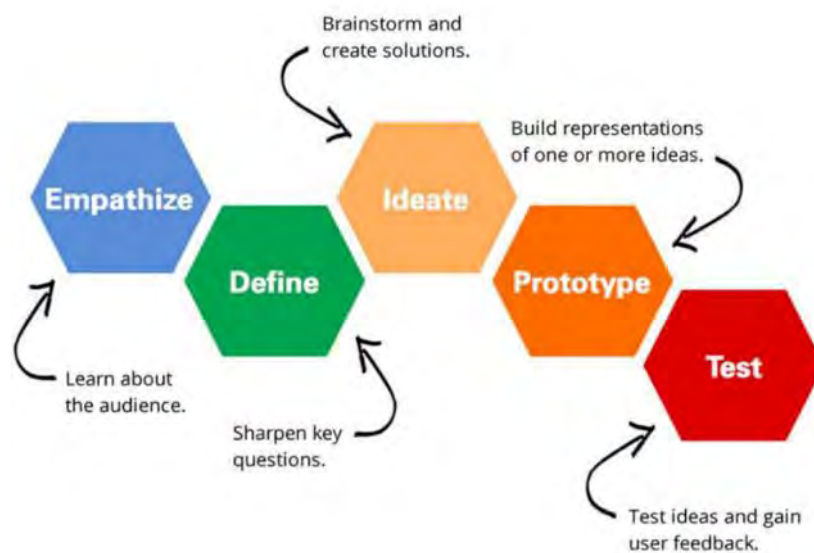 Brainstorm and
create solutions.
Build representations
of one or more ideas.
Empathize
Ideate
Define
Prototype
Test
Learn about
the audience.
Sharpen key
questions.
Test ideas and gain
user feedback.